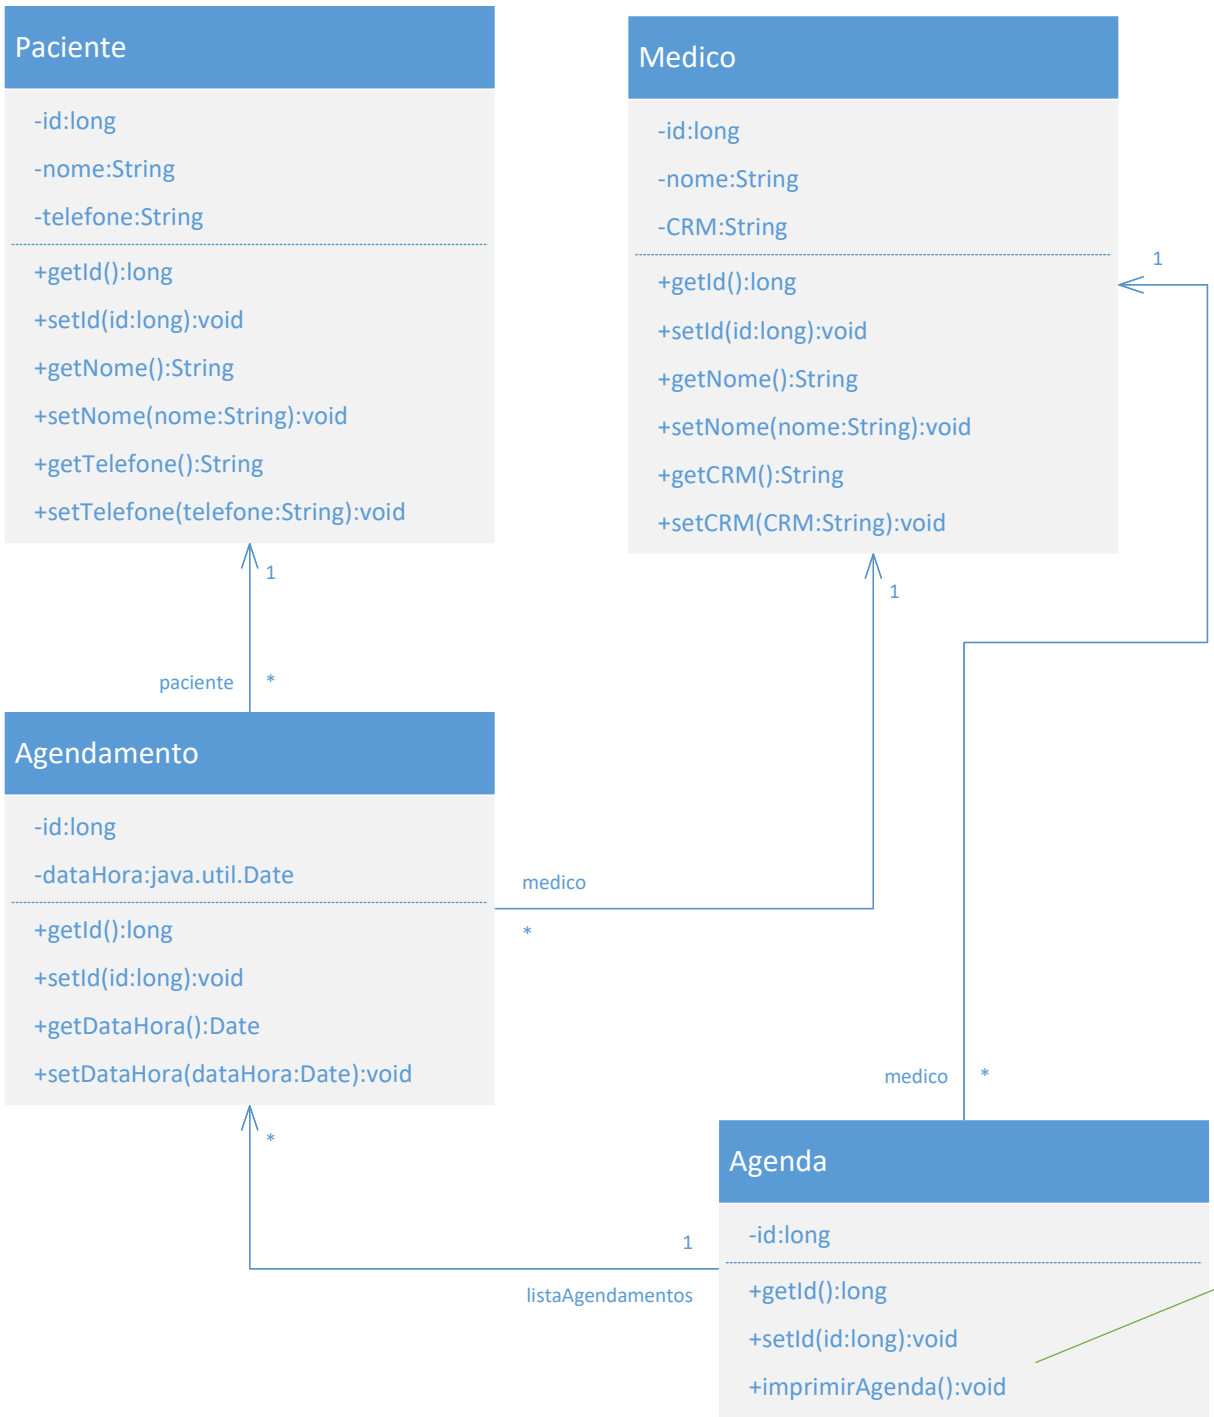 Paciente
-id:long
-nome:String
-telefone:String
+getId():long
+setId(id:long):void
+getNome():String
+setNome(nome:String):void
+getTelefone():String
+setTelefone(telefone:String):void
Medico
-id:long
-nome:String
-CRM:String
+getId():long
+setId(id:long):void
+getNome():String
+setNome(nome:String):void
+getCRM():String
+setCRM(CRM:String):void
1
1
1
paciente
*
Agendamento
-id:long
-dataHora:java.util.Date
+getId():long
+setId(id:long):void
+getDataHora():Date
+setDataHora(dataHora:Date):void
medico
*
medico
*
*
1
listaAgendamentos
Agenda
-id:long
+getId():long
+setId(id:long):void
+imprimirAgenda():void